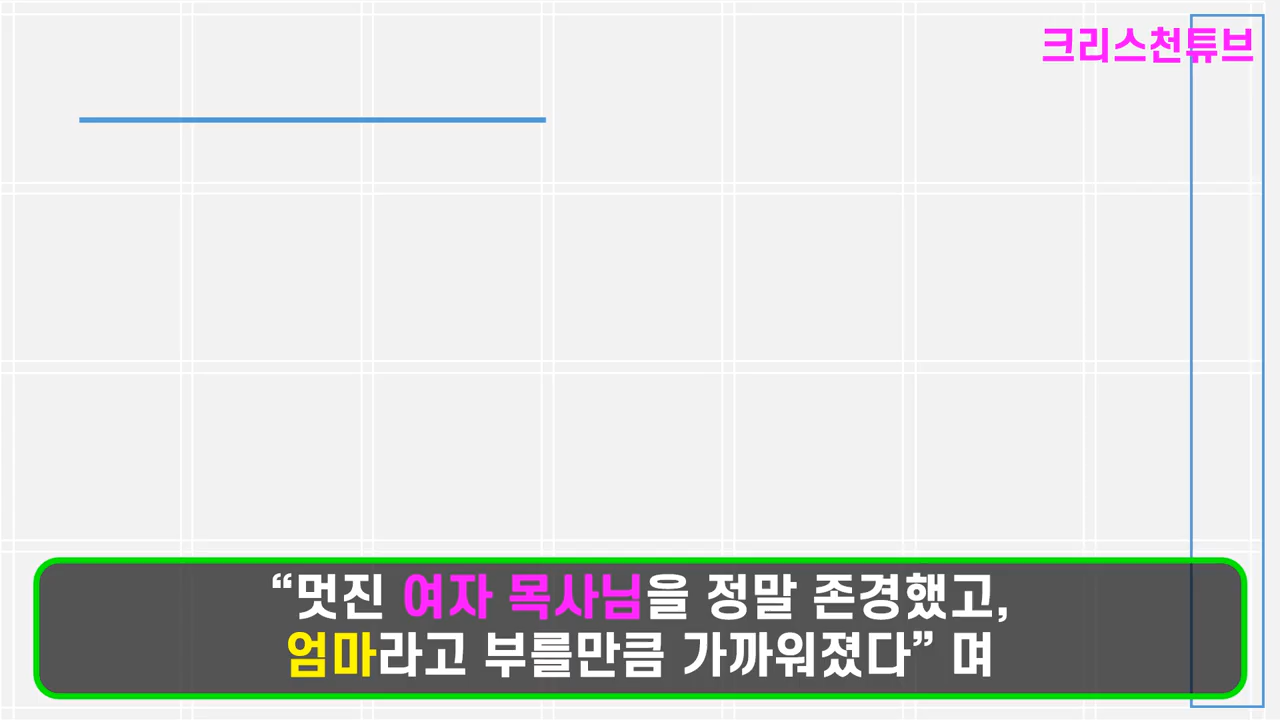 크리스천튜브
“멋진 여자 목사님을 정말 존경했고,
엄마라고 부를만큼 가까워졌다” 며